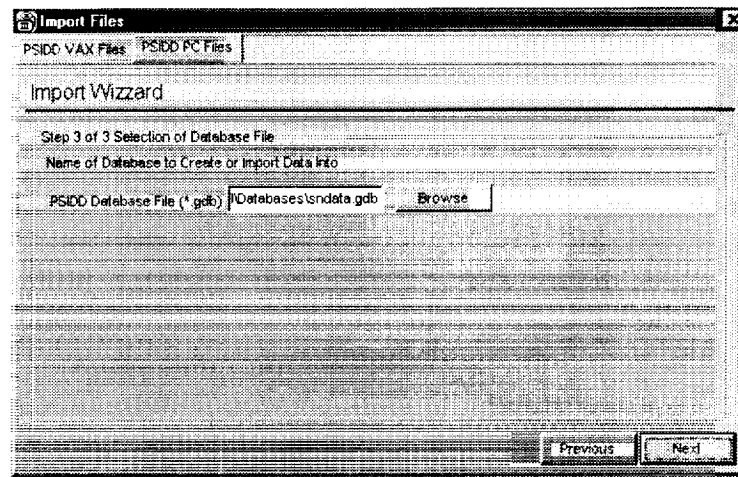 Import Files
PSIDD VAX Files PSIDD PC Files
Import Wizzard
Step 3 of 3 Selection of Database File
Name of Database to Create or Import Data Into
PSIDD Database File (*.gdb) \Databases\sndata.gdb Browse
Previous Next